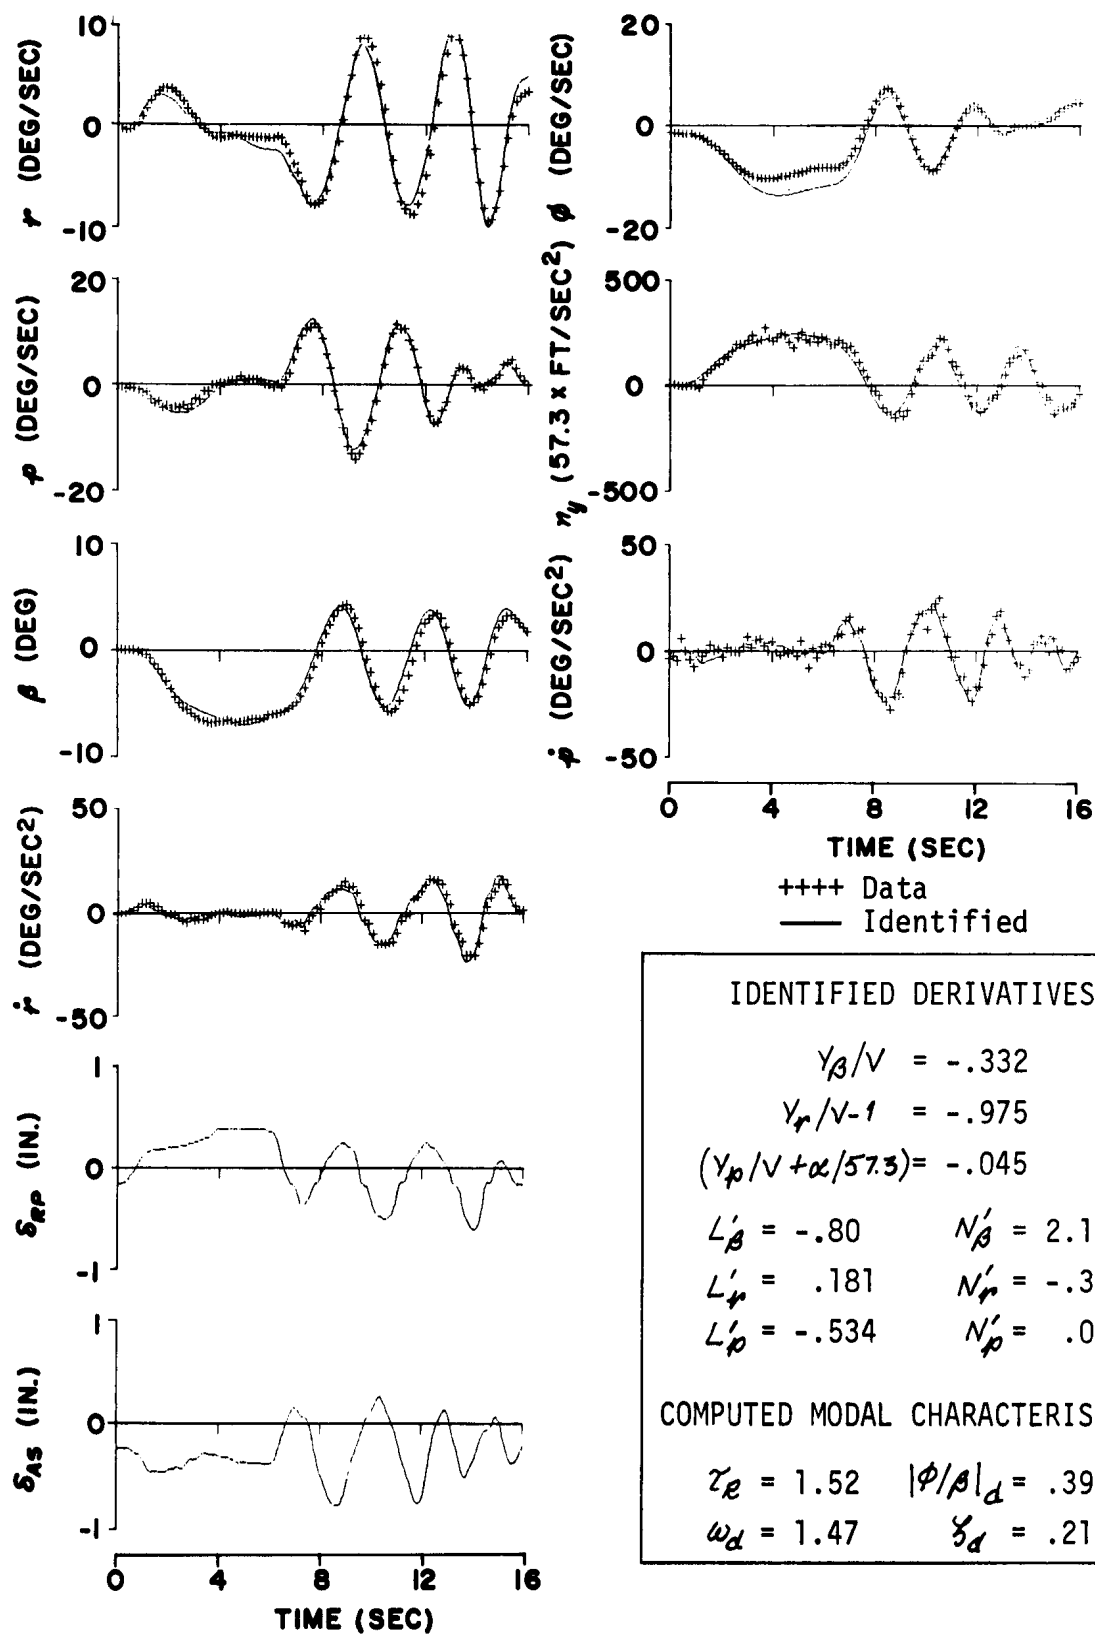 10
0
-10
r (DEG/SEC)
20
0
-20
p (DEG/SEC)
10
0
-10
β (DEG)
50
0
-50
ṙ (DEG/SEC²)
1
0
-1
δRP (IN.)
1
0
-1
δAS (IN.)
0 4 8 12 16
TIME (SEC)
20
0
-20
ϕ (DEG/SEC)
500
0
-500
n_y (57.3 x FT/SEC²)
50
0
-50
ṗ (DEG/SEC²)
0 4 8 12 16
TIME (SEC)
++++ Data
—— Identified
IDENTIFIED DERIVATIVES
Yβ/V = -.332
Yr/V-1 = -.975
(Yp/V + α/57.3) = -.045
L′β = -.80 N′β = 2.1
L′r = .181 N′r = -.3
L′p = -.534 N′p = .0
COMPUTED MODAL CHARACTERIS
τR = 1.52 |ϕ/β|d = .39
ωd = 1.47 ζd = .21